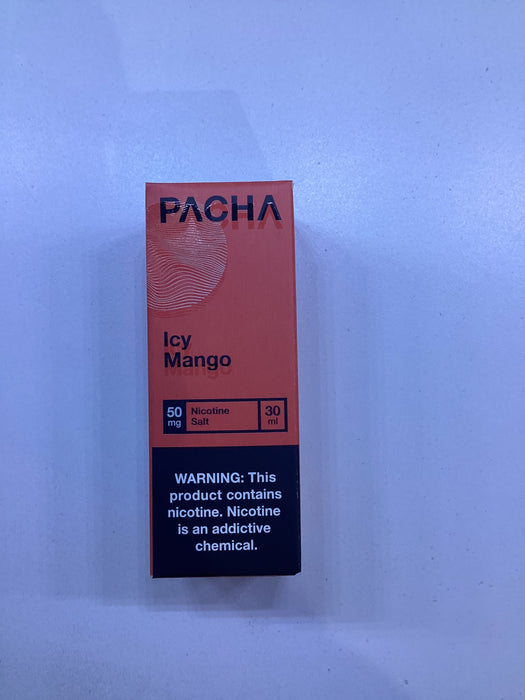 PACHA
Icy
Mango
50 mg
Nicotine
Salt
30 ml
WARNING: This
product contains
nicotine. Nicotine
is an addictive
chemical.